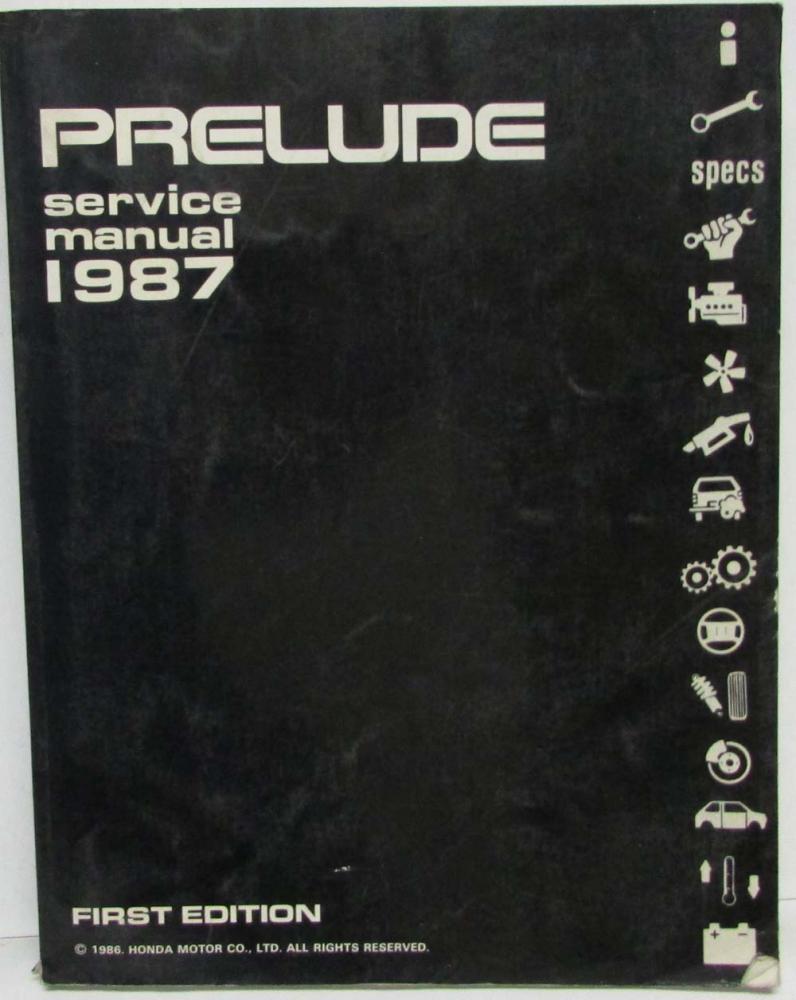 PRELUDE
service
manual
1987
specs
FIRST EDITION
© 1986. HONDA MOTOR CO., LTD. ALL RIGHTS RESERVED.